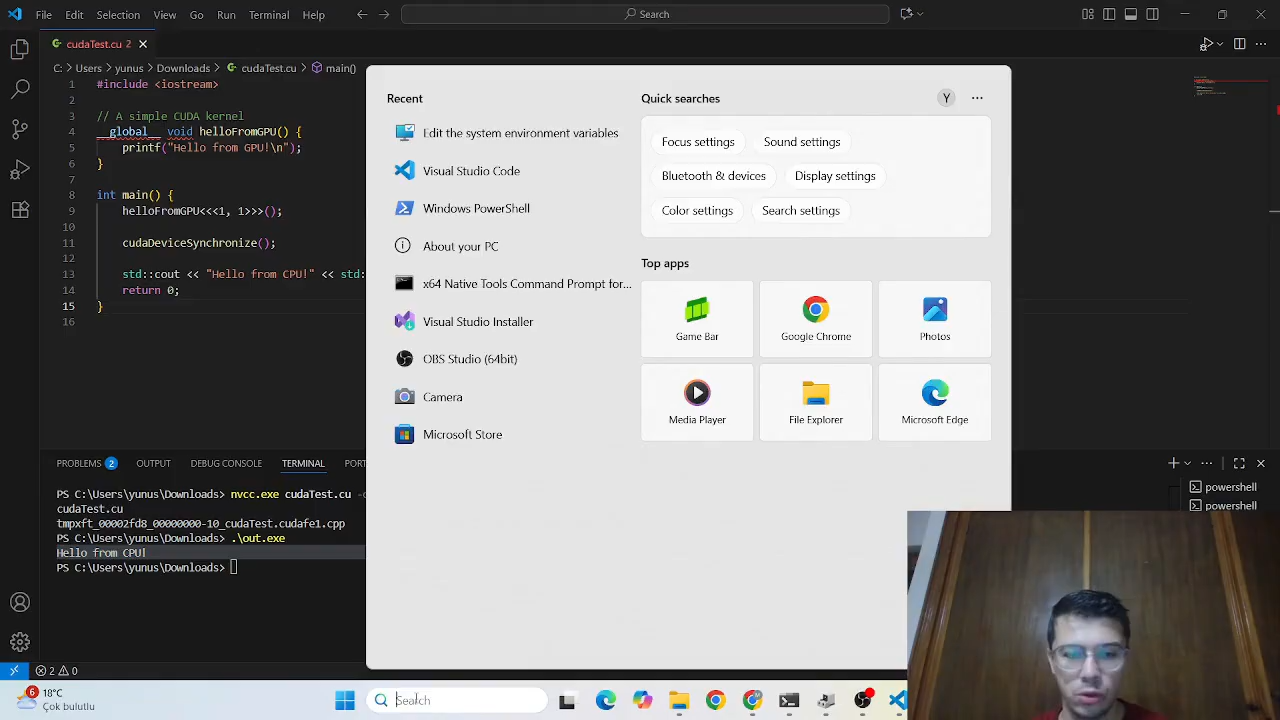 File Edit Selection View Go Run Terminal Help
Search
cudaTest.cu 2
C: > Users > yunus > Downloads > cudaTest.cu > main()
1 #include <iostream>
2
3 // A simple CUDA kernel
4 __global__ void helloFromGPU() {
5 printf("Hello from GPU!\n");
6 }
7
8 int main() {
9 helloFromGPU<<<1, 1>>>();
10
11 cudaDeviceSynchronize();
12
13 std::cout << "Hello from CPU!" << std:
14 return 0;
15 }
16
Recent
Edit the system environment variables
Visual Studio Code
Windows PowerShell
About your PC
x64 Native Tools Command Prompt for...
Visual Studio Installer
OBS Studio (64bit)
Camera
Microsoft Store
Quick searches
Y
Focus settings
Sound settings
Bluetooth & devices
Display settings
Color settings
Search settings
Top apps
Game Bar
Google Chrome
Photos
Media Player
File Explorer
Microsoft Edge
PROBLEMS 2 OUTPUT DEBUG CONSOLE TERMINAL PORT
PS C:\Users\yunus\Downloads> nvcc.exe cudaTest.cu
cudaTest.cu
tmpxft_00002fd8_00000000-10_cudaTest.cudafe1.cpp
PS C:\Users\yunus\Downloads> .\out.exe
Hello from CPU!
PS C:\Users\yunus\Downloads>
powershell
powershell
2 0
6
18°C
Çok bulutlu
Search